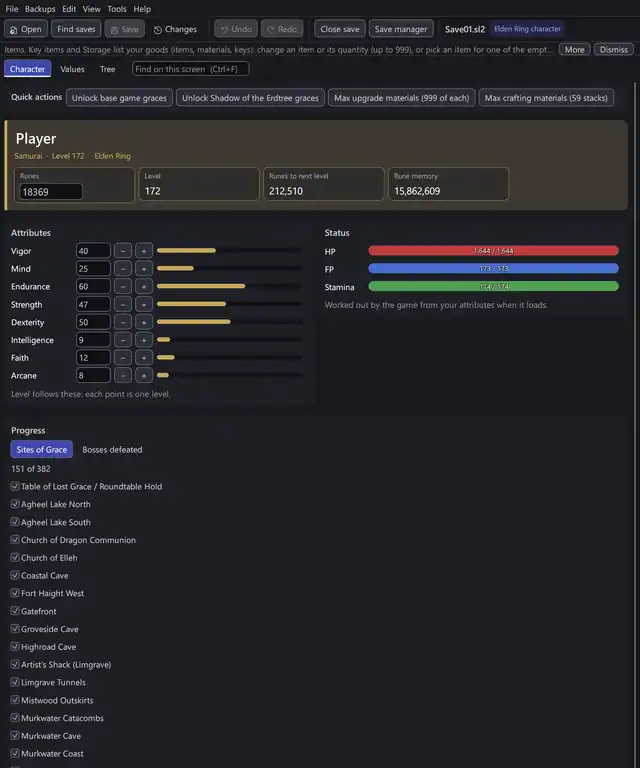 File Backups Edit View Tools Help
Open Find saves Save Changes Undo Redo Close save Save manager Save01.sl2 Elden Ring character
Items, Key items and Storage list your goods (items, materials, keys): change an item or its quantity (up to 999), or pick an item for one of the empt... More Dismiss
Character Values Tree Find on this screen (Ctrl+F)
Quick actions Unlock base game graces Unlock Shadow of the Erdtree graces Max upgrade materials (999 of each) Max crafting materials (59 stacks)
Player
Samurai - Level 172 Elden Ring
Runes Level Runes to next level Rune memory
18369 172 212,510 15,862,609
Attributes
Vigor 40 − +
Mind 25 − +
Endurance 60 − +
Strength 47 − +
Dexterity 50 − +
Intelligence 9 − +
Faith 12 − +
Arcane 8 − +
Level follows these: each point is one level.
Status
HP 1,644 / 1,644
FP 173 / 173
Stamina 174 / 174
Worked out by the game from your attributes when it loads.
Progress
Sites of Grace Bosses defeated
151 of 382
Table of Lost Grace / Roundtable Hold
Agheel Lake North
Agheel Lake South
Church of Dragon Communion
Church of Elleh
Coastal Cave
Fort Haight West
Gatefront
Groveside Cave
Highroad Cave
Artist's Shack (Limgrave)
Limgrave Tunnels
Mistwood Outskirts
Murkwater Catacombs
Murkwater Cave
Murkwater Coast